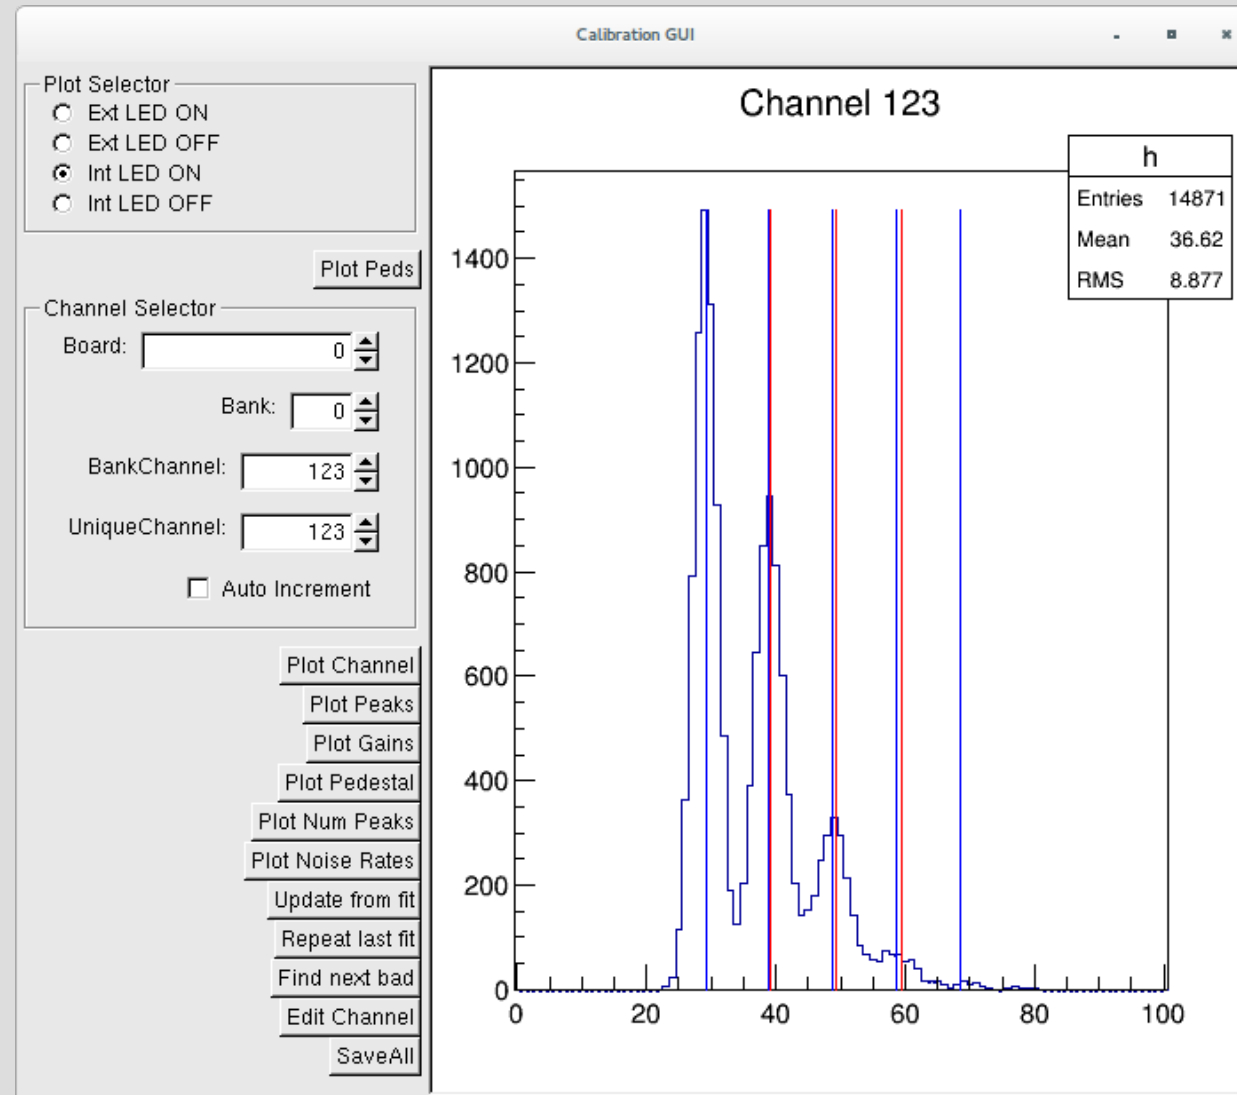 Calibration GUI
Plot Selector
Ext LED ON
Ext LED OFF
Int LED ON
Int LED OFF
Plot Peds
Channel Selector
Board: 0
Bank: 0
BankChannel: 123
UniqueChannel: 123
Auto Increment
Plot Channel
Plot Peaks
Plot Gains
Plot Pedestal
Plot Num Peaks
Plot Noise Rates
Update from fit
Repeat last fit
Find next bad
Edit Channel
SaveAll
Channel 123
h
Entries 14871
Mean 36.62
RMS 8.877
1400
1200
1000
800
600
400
200
0
0 20 40 60 80 100